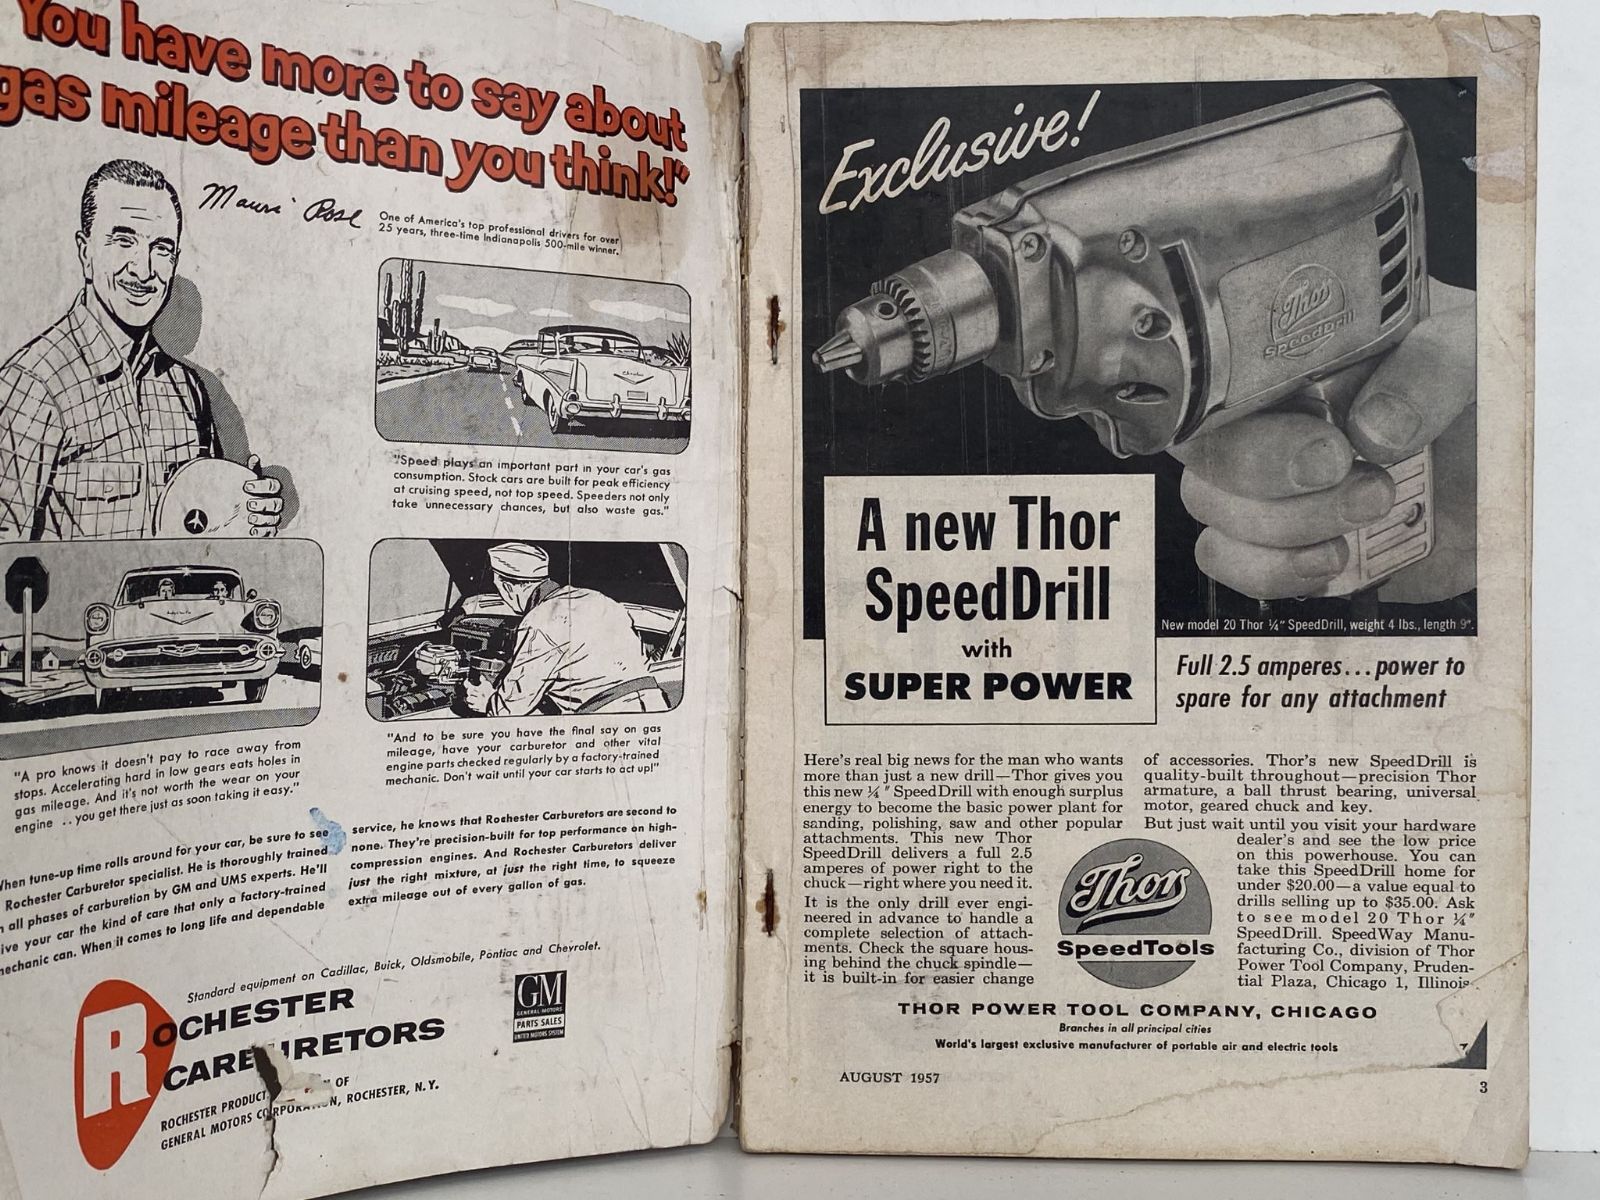 You have more to say about
gas mileage than you think!"
Mauri Rose
One of America's top professional drivers for over
25 years, three-time Indianapolis 500-mile winner.
"Speed plays an important part in your car's gas
consumption. Stock cars are built for peak efficiency
at cruising speed, not top speed. Speeders not only
take unnecessary chances, but also waste gas."
"A pro knows it doesn't pay to race away from
stops. Accelerating hard in low gears eats holes in
gas mileage. And it's not worth the wear on your
engine .. you get there just as soon taking it easy."
"And to be sure you have the final say on gas
mileage, have your carburetor and other vital
engine parts checked regularly by a factory-trained
mechanic. Don't wait until your car starts to act up!"
When tune-up time rolls around for your car, be sure to see
Rochester Carburetor specialist. He is thoroughly trained
all phases of carburetion by GM and UMS experts. He'll
ive your car the kind of care that only a factory-trained
mechanic can. When it comes to long life and dependable
service, he knows that Rochester Carburetors are second to
none. They're precision-built for top performance on high-
compression engines. And Rochester Carburetors deliver
just the right mixture, at just the right time, to squeeze
extra mileage out of every gallon of gas.
Standard equipment on Cadillac, Buick, Oldsmobile, Pontiac and Chevrolet.
ROCHESTER
CARBURETORS
ROCHESTER PRODUCT OF
GENERAL MOTORS CORPORATION, ROCHESTER, N.Y.
GM
GENERAL MOTORS
PARTS SALES
UNITED MOTORS SYSTEM
Exclusive!
Thor
SpeedDrill
A new Thor
SpeedDrill
with
SUPER POWER
New model 20 Thor ¼" SpeedDrill, weight 4 lbs., length 9".
Full 2.5 amperes...power to
spare for any attachment
Here's real big news for the man who wants
more than just a new drill—Thor gives you
this new ¼" SpeedDrill with enough surplus
energy to become the basic power plant for
sanding, polishing, saw and other popular
attachments. This new Thor
SpeedDrill delivers a full 2.5
amperes of power right to the
chuck—right where you need it.
It is the only drill ever engi-
neered in advance to handle a
complete selection of attach-
ments. Check the square hous-
ing behind the chuck spindle—
it is built-in for easier change
of accessories. Thor's new SpeedDrill is
quality-built throughout—precision Thor
armature, a ball thrust bearing, universal
motor, geared chuck and key.
But just wait until you visit your hardware
dealer's and see the low price
on this powerhouse. You can
take this SpeedDrill home for
under $20.00—a value equal to
drills selling up to $35.00. Ask
to see model 20 Thor ¼"
SpeedDrill. SpeedWay Manu-
facturing Co., division of Thor
Power Tool Company, Pruden-
tial Plaza, Chicago 1, Illinois.
Thor
SpeedTools
THOR POWER TOOL COMPANY, CHICAGO
Branches in all principal cities
World's largest exclusive manufacturer of portable air and electric tools
AUGUST 1957
3